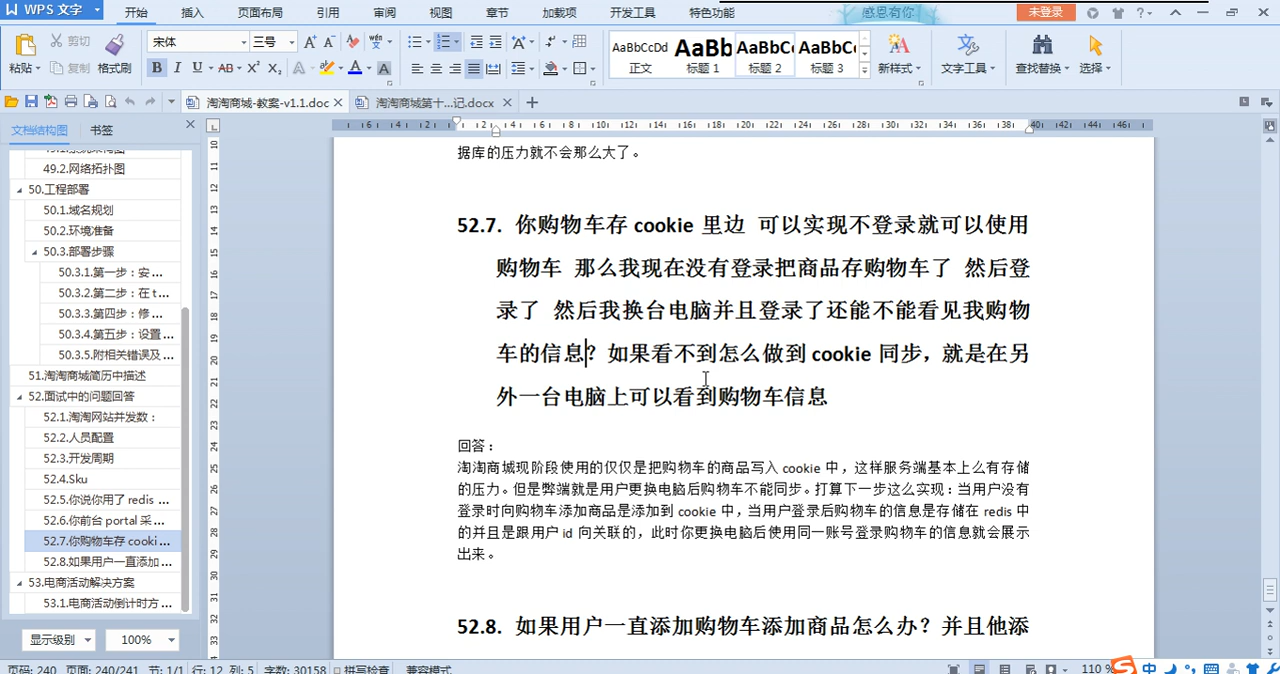 W WPS 文字
开始 插入 页面布局 引用 审阅 视图 章节 加载项 开发工具 特色功能 感恩有你 未登录
粘贴 剪切 复制 格式刷
宋体 三号
AaBbCcDd 正文
AaBb 标题 1
AaBbC 标题 2
AaBbC 标题 3
新样式 文字工具 查找替换 选择
淘淘商城-教案-v1.1.doc 淘淘商城第十...记.docx
文档结构图 书签
49.2.网络拓扑图
50.工程部署
50.1.域名规划
50.2.环境准备
50.3.部署步骤
50.3.1.第一步：安 ...
50.3.2.第二步：在 t...
50.3.3.第四步：修 ...
50.3.4.第五步：设置...
50.3.5.附相关错误及 ...
51.淘淘商城简历中描述
52.面试中的问题回答
52.1.淘淘网站并发数：
52.2.人员配置
52.3.开发周期
52.4.Sku
52.5.你说你用了 redis ...
52.6.你前台 portal 采...
52.7.你购物车存 cooki ...
52.8.如果用户一直添加...
53.电商活动解决方案
53.1.电商活动倒计时方 ...
显示级别 100%
据库的压力就不会那么大了。
52.7. 你购物车存 cookie 里边 可以实现不登录就可以使用
购物车 那么我现在没有登录把商品存购物车了 然后登
录了 然后我换台电脑并且登录了还能不能看见我购物
车的信息？如果看不到怎么做到 cookie 同步，就是在另
外一台电脑上可以看到购物车信息
回答：
淘淘商城现阶段使用的仅仅是把购物车的商品写入 cookie 中，这样服务端基本上么有存储
的压力。但是弊端就是用户更换电脑后购物车不能同步。打算下一步这么实现：当用户没有
登录时向购物车添加商品是添加到 cookie 中，当用户登录后购物车的信息是存储在 redis 中
的并且是跟用户 id 向关联的，此时你更换电脑后使用同一账号登录购物车的信息就会展示
出来。
52.8. 如果用户一直添加购物车添加商品怎么办？并且他添
页码: 240 页面: 240/241 节: 1/1 行: 12 列: 5 字数: 30158 拼写检查 兼容模式 110 % 中